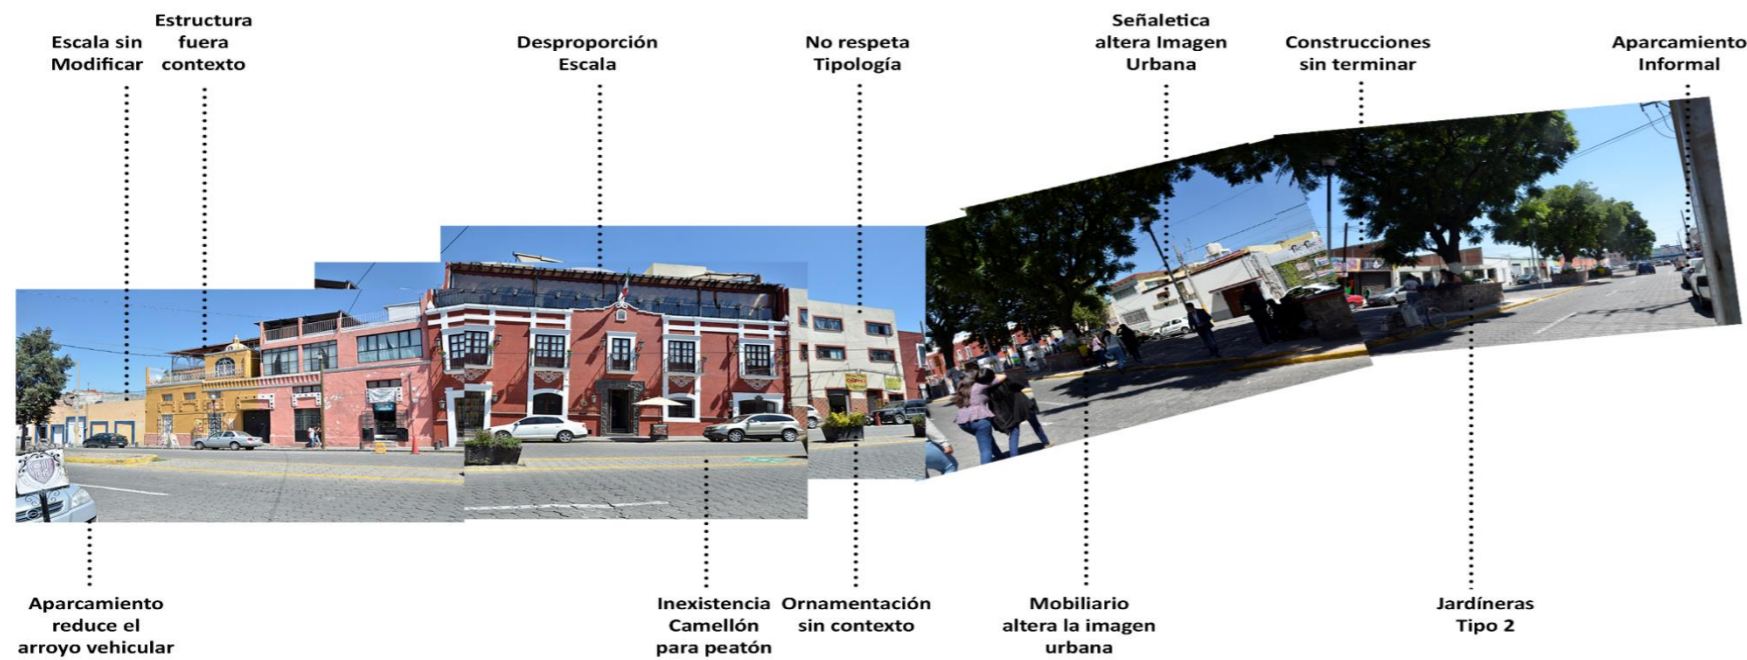 Escala sin
Modificar
Estructura
fuera
contexto
Desproporción
Escala
No respeta
Tipología
Señaletica
altera Imagen
Urbana
Construcciones
sin terminar
Aparcamiento
Informal
Aparcamiento
reduce el
arroyo vehicular
Inexistencia
Camellón
para peatón
Ornamentación
sin contexto
Mobiliario
altera la imagen
urbana
Jardíneras
Tipo 2